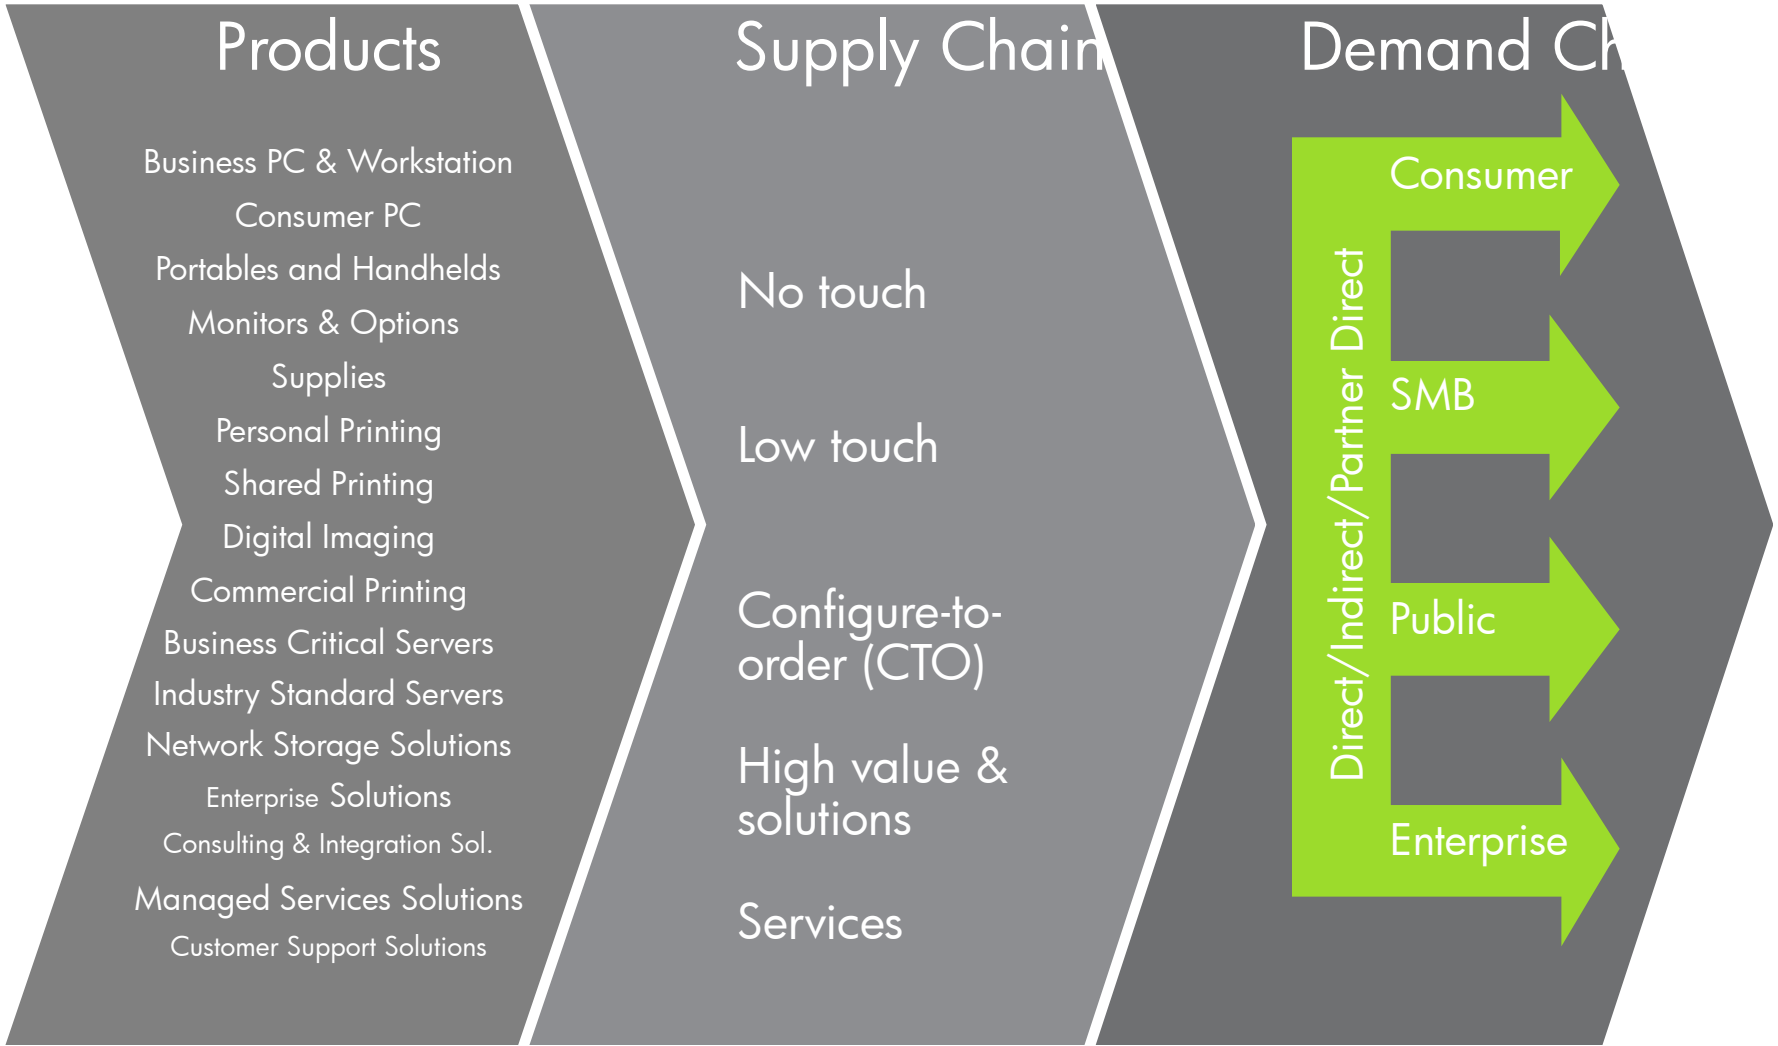 Products
Business PC & Workstation
Consumer PC
Portables and Handhelds
Monitors & Options
Supplies
Personal Printing
Shared Printing
Digital Imaging
Commercial Printing
Business Critical Servers
Industry Standard Servers
Network Storage Solutions
Enterprise Solutions
Consulting & Integration Sol.
Managed Services Solutions
Customer Support Solutions
Supply Chain
No touch
Low touch
Configure-to-
order (CTO)
High value &
solutions
Services
Demand Ch
Direct/Indirect/Partner Direct
Consumer
SMB
Public
Enterprise